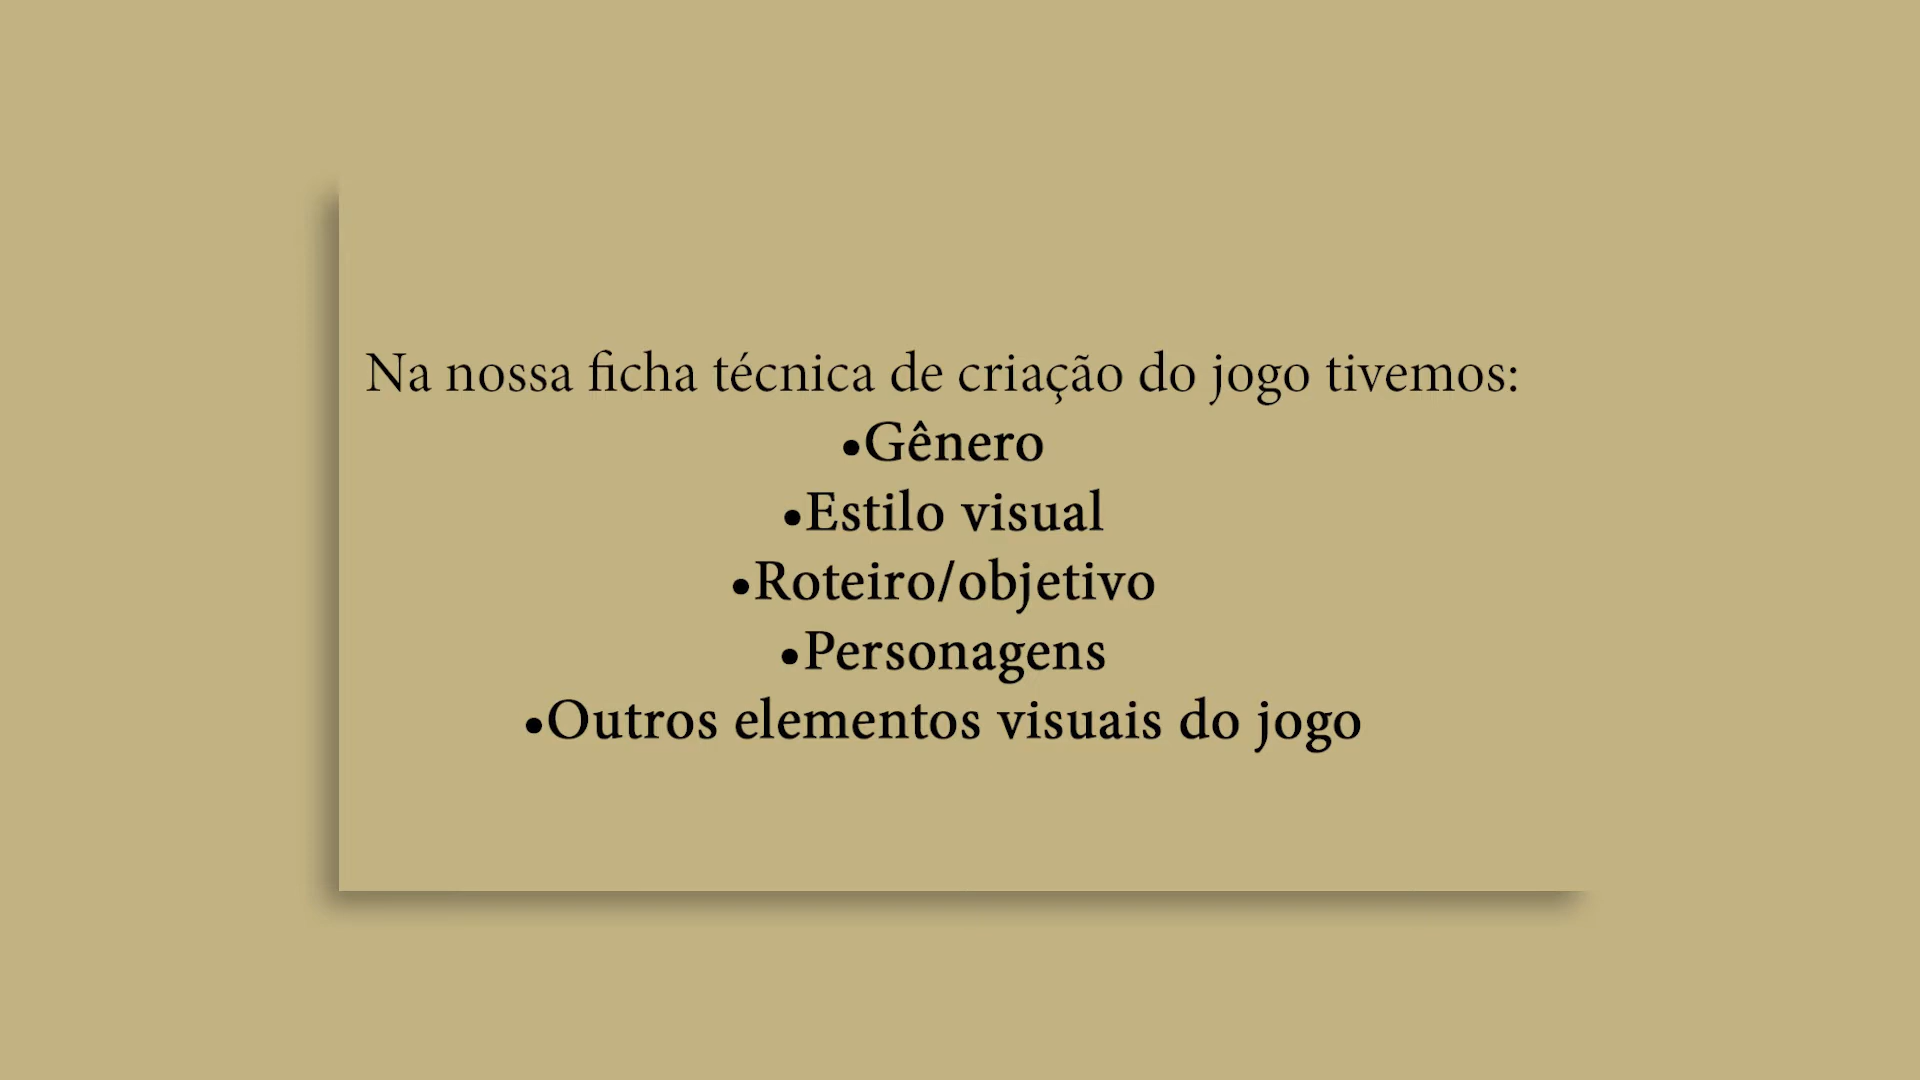 Na nossa ficha técnica de criação do jogo tivemos:
•Gênero
•Estilo visual
•Roteiro/objetivo
•Personagens
•Outros elementos visuais do jogo